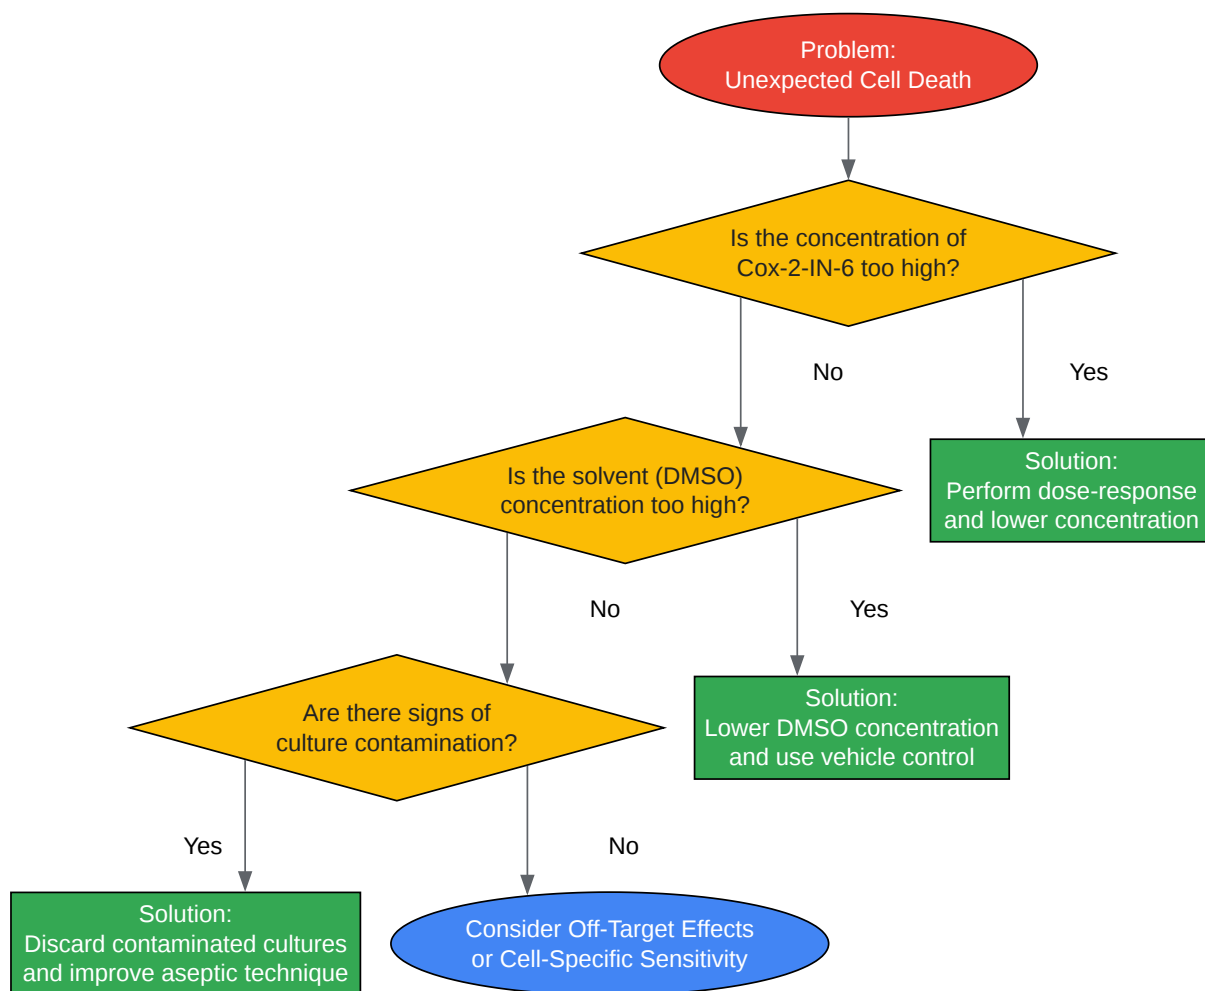 Problem:
Unexpected Cell Death
Is the concentration of
Cox-2-IN-6 too high?
No
Yes
Is the solvent (DMSO)
concentration too high?
Solution:
Perform dose-response
and lower concentration
No
Yes
Are there signs of
culture contamination?
Solution:
Lower DMSO concentration
and use vehicle control
Yes
No
Solution:
Discard contaminated cultures
and improve aseptic technique
Consider Off-Target Effects
or Cell-Specific Sensitivity